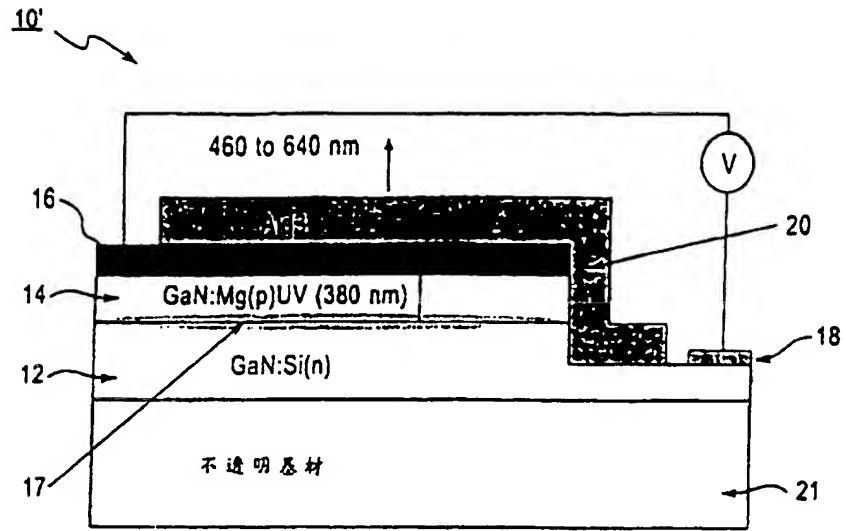 10'
460 to 640 nm
V
16
20
14
GaN:Mg(p)UV (380 nm)
18
12
GaN:Si(n)
17
不透明基材
21